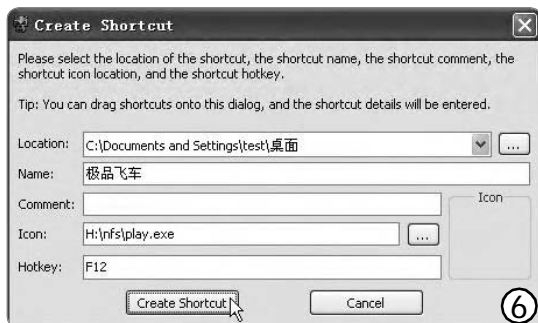 Create Shortcut
Please select the location of the shortcut, the shortcut name, the shortcut comment, the
shortcut icon location, and the shortcut hotkey.
Tip: You can drag shortcuts onto this dialog, and the shortcut details will be entered.
Location: C:\Documents and Settings\test\桌面 ...
Name: 极品飞车
Comment: Icon
Icon: H:\nfs\play.exe ...
Hotkey: F12
Create Shortcut Cancel
⑥